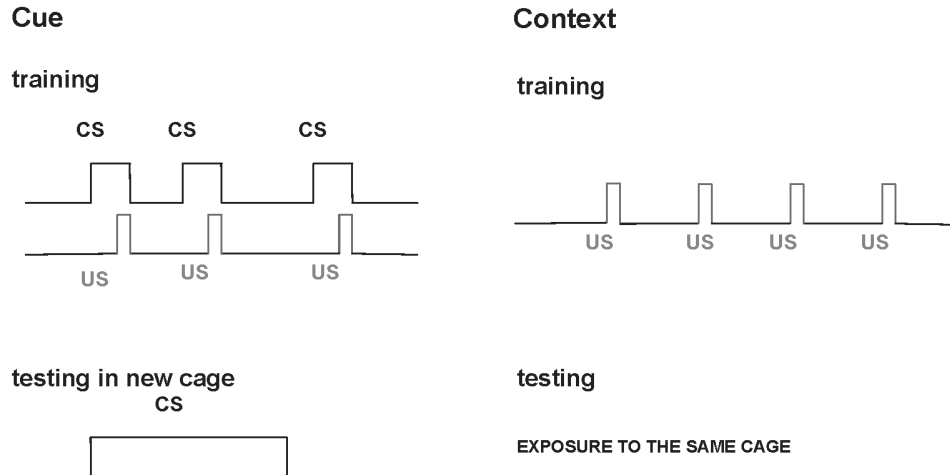 Cue
training
CS CS CS
US US US
testing in new cage
CS
Context
training
US US US US
testing
EXPOSURE TO THE SAME CAGE